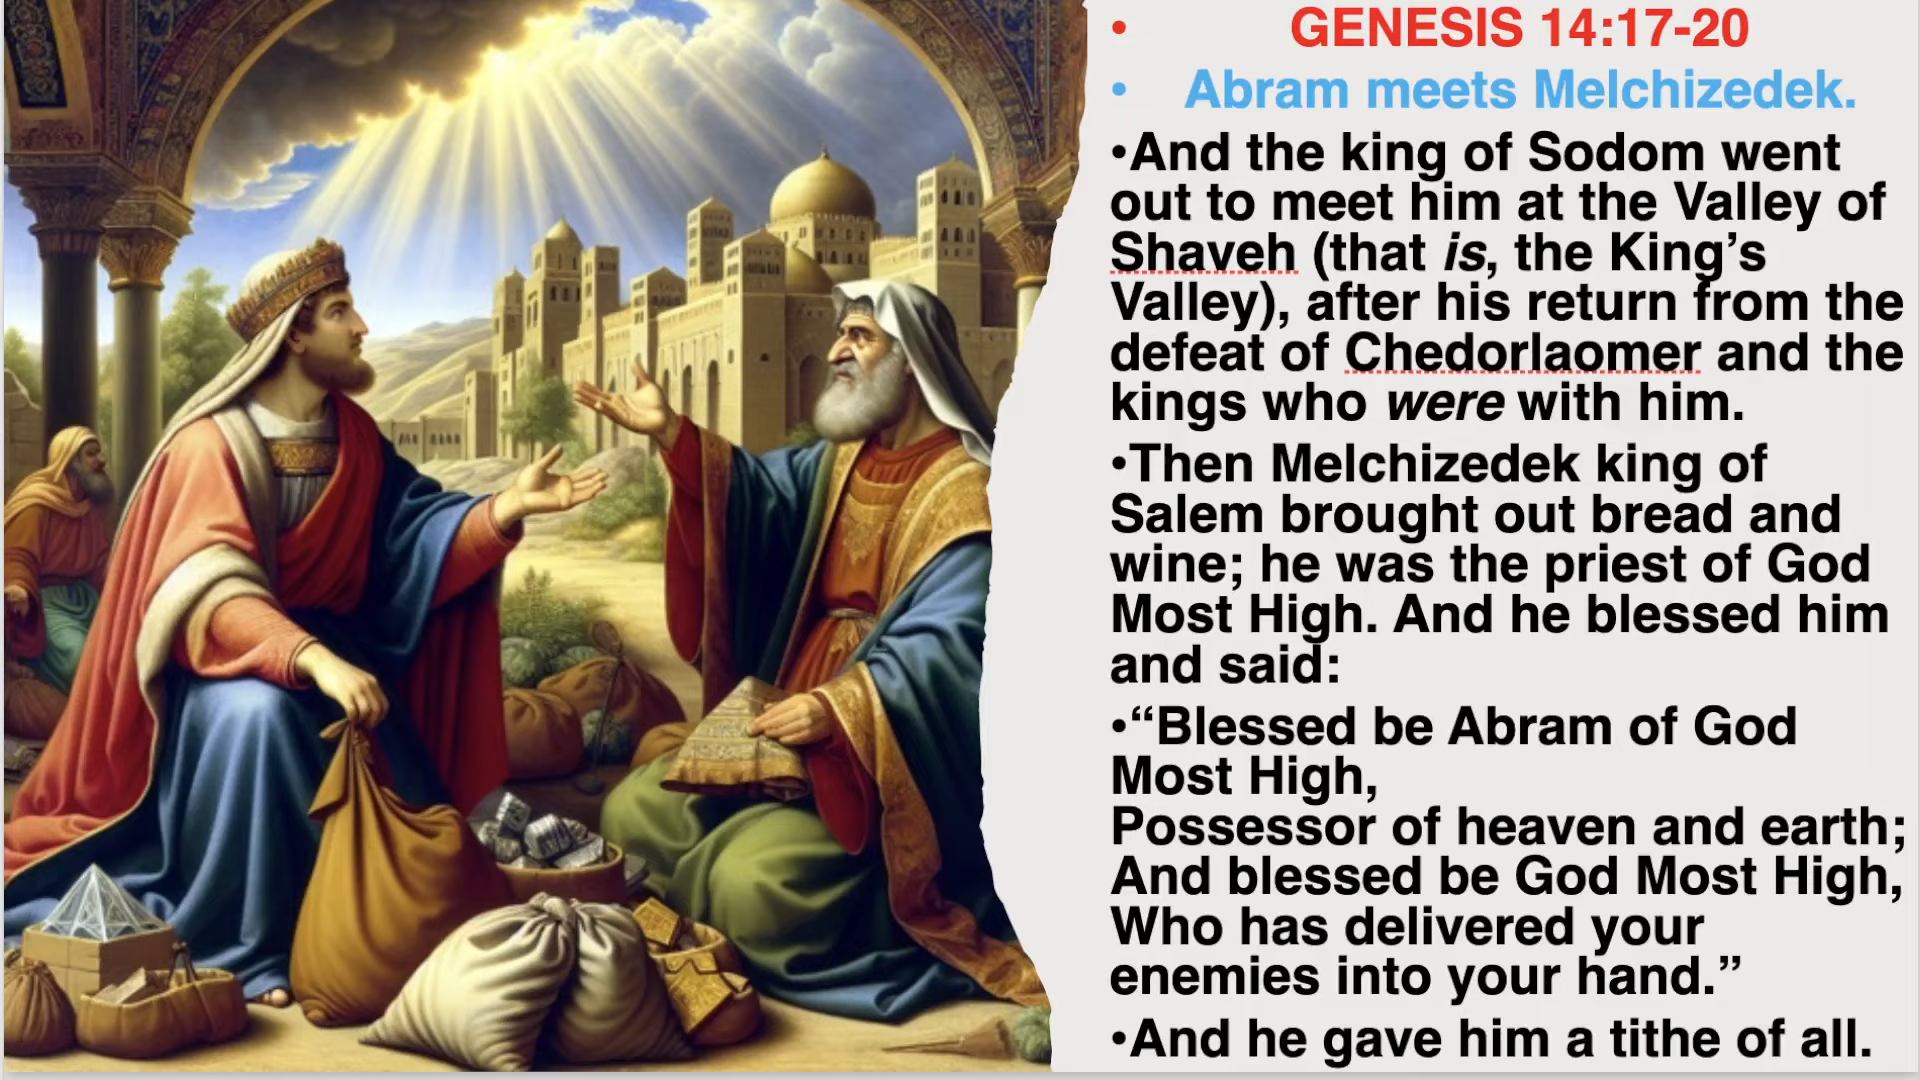 • GENESIS 14:17-20
• Abram meets Melchizedek.
•And the king of Sodom went
out to meet him at the Valley of
Shaveh (that is, the King’s
Valley), after his return from the
defeat of Chedorlaomer and the
kings who were with him.
•Then Melchizedek king of
Salem brought out bread and
wine; he was the priest of God
Most High. And he blessed him
and said:
•“Blessed be Abram of God
Most High,
Possessor of heaven and earth;
And blessed be God Most High,
Who has delivered your
enemies into your hand.”
•And he gave him a tithe of all.